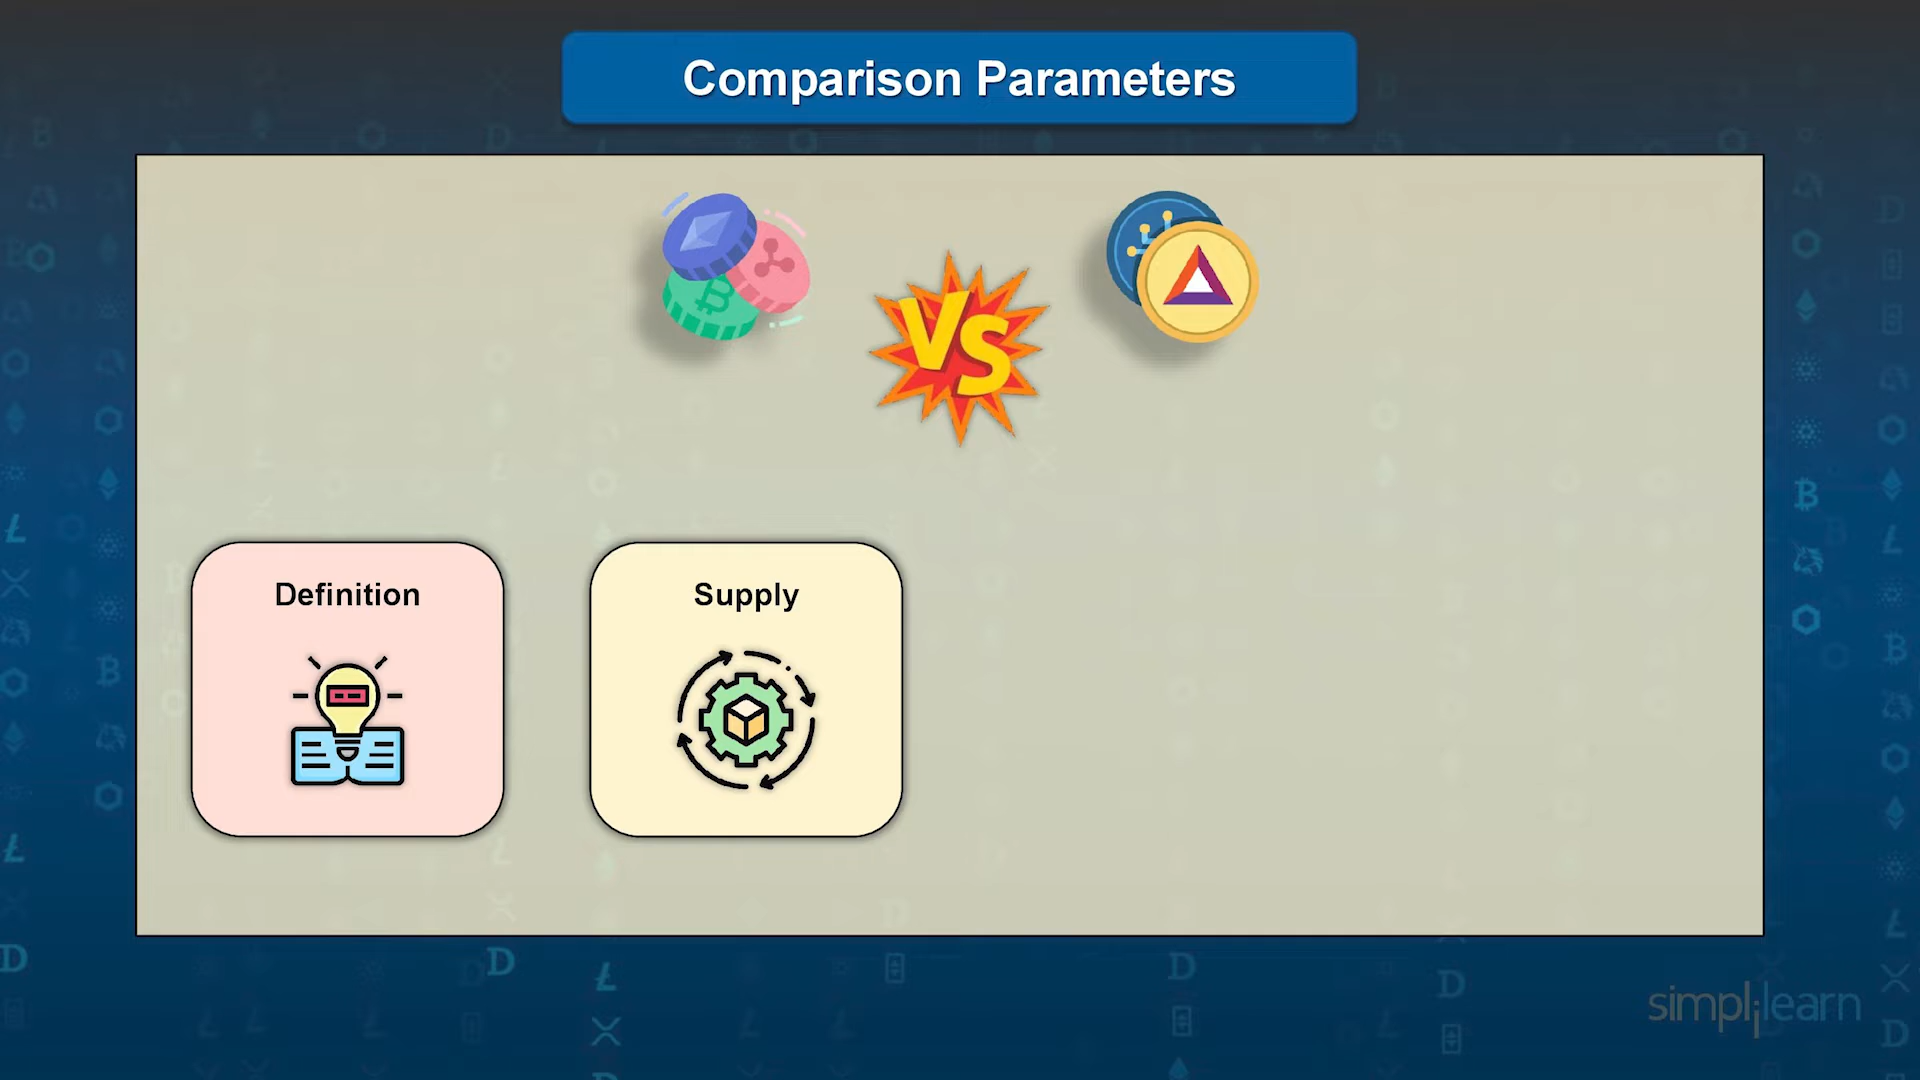 Comparison Parameters
VS
Definition
Supply
simplilearn